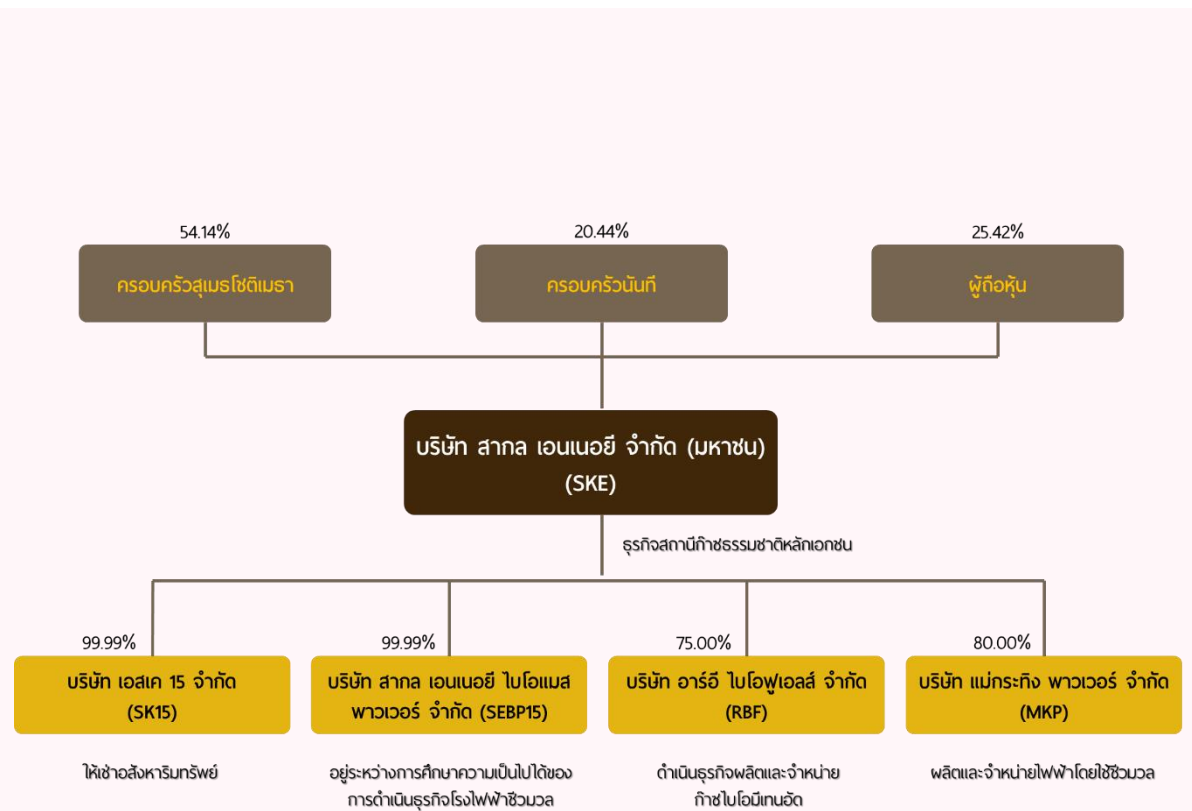 54.14%
20.44%
25.42%
ครอบครัวสุเมธโชติเมธา
ครอบครัวนันที
ผู้ถือหุ้น
บริษัท สากล เอนเนอยี จำกัด (มหาชน)
(SKE)
ธุรกิจสถานีก๊าซธรรมชาติหลักเอกชน
99.99%
99.99%
75.00%
80.00%
บริษัท เอสเค 15 จำกัด
(SK15)
บริษัท สากล เอนเนอยี ไบโอแมส
พาวเวอร์ จำกัด (SEBP15)
บริษัท อาร์อี ไบโอฟูเอลส์ จำกัด
(RBF)
บริษัท แม่กระทิง พาวเวอร์ จำกัด
(MKP)
ให้เช่าอสังหาริมทรัพย์
อยู่ระหว่างการศึกษาความเป็นไปได้ของ
การดำเนินธุรกิจโรงไฟฟ้าชีวมวล
ดำเนินธุรกิจผลิตและจำหน่าย
ก๊าซไบโอมีเทนอัด
ผลิตและจำหน่ายไฟฟ้าโดยใช้ชีวมวล